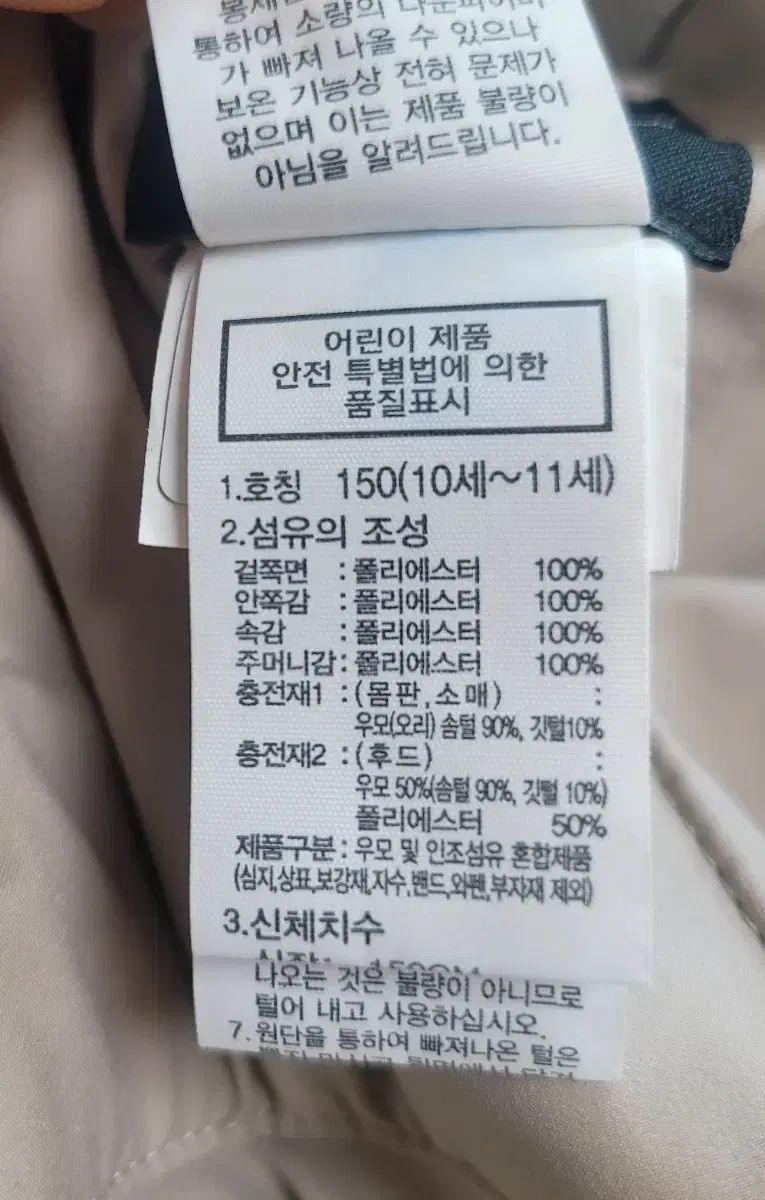 통하여 소량의
가 빠져 나올 수 있으나
보온 기능상 전혀 문제가
없으며 이는 제품 불량이
아님을 알려드립니다.
어린이 제품
안전 특별법에 의한
품질표시
1.호칭 150(10세~11세)
2.섬유의 조성
겉쪽면 :폴리에스터 100%
안쪽감 :폴리에스터 100%
속감 :폴리에스터 100%
주머니감:폴리에스터 100%
충전재1 :(몸판,소매) :
우모(오리) 솜털 90%, 깃털10%
충전재2 :(후드) :
우모 50%(솜털 90%, 깃털 10%)
폴리에스터 50%
제품구분:우모 및 인조섬유 혼합제품
(심지,상표,보강재,자수,밴드,와펜,부자재 제외)
3.신체치수
나오는 것은 불량이 아니므로
털어 내고 사용하십시오.
7.원단을 통하여 빠져나온 털은